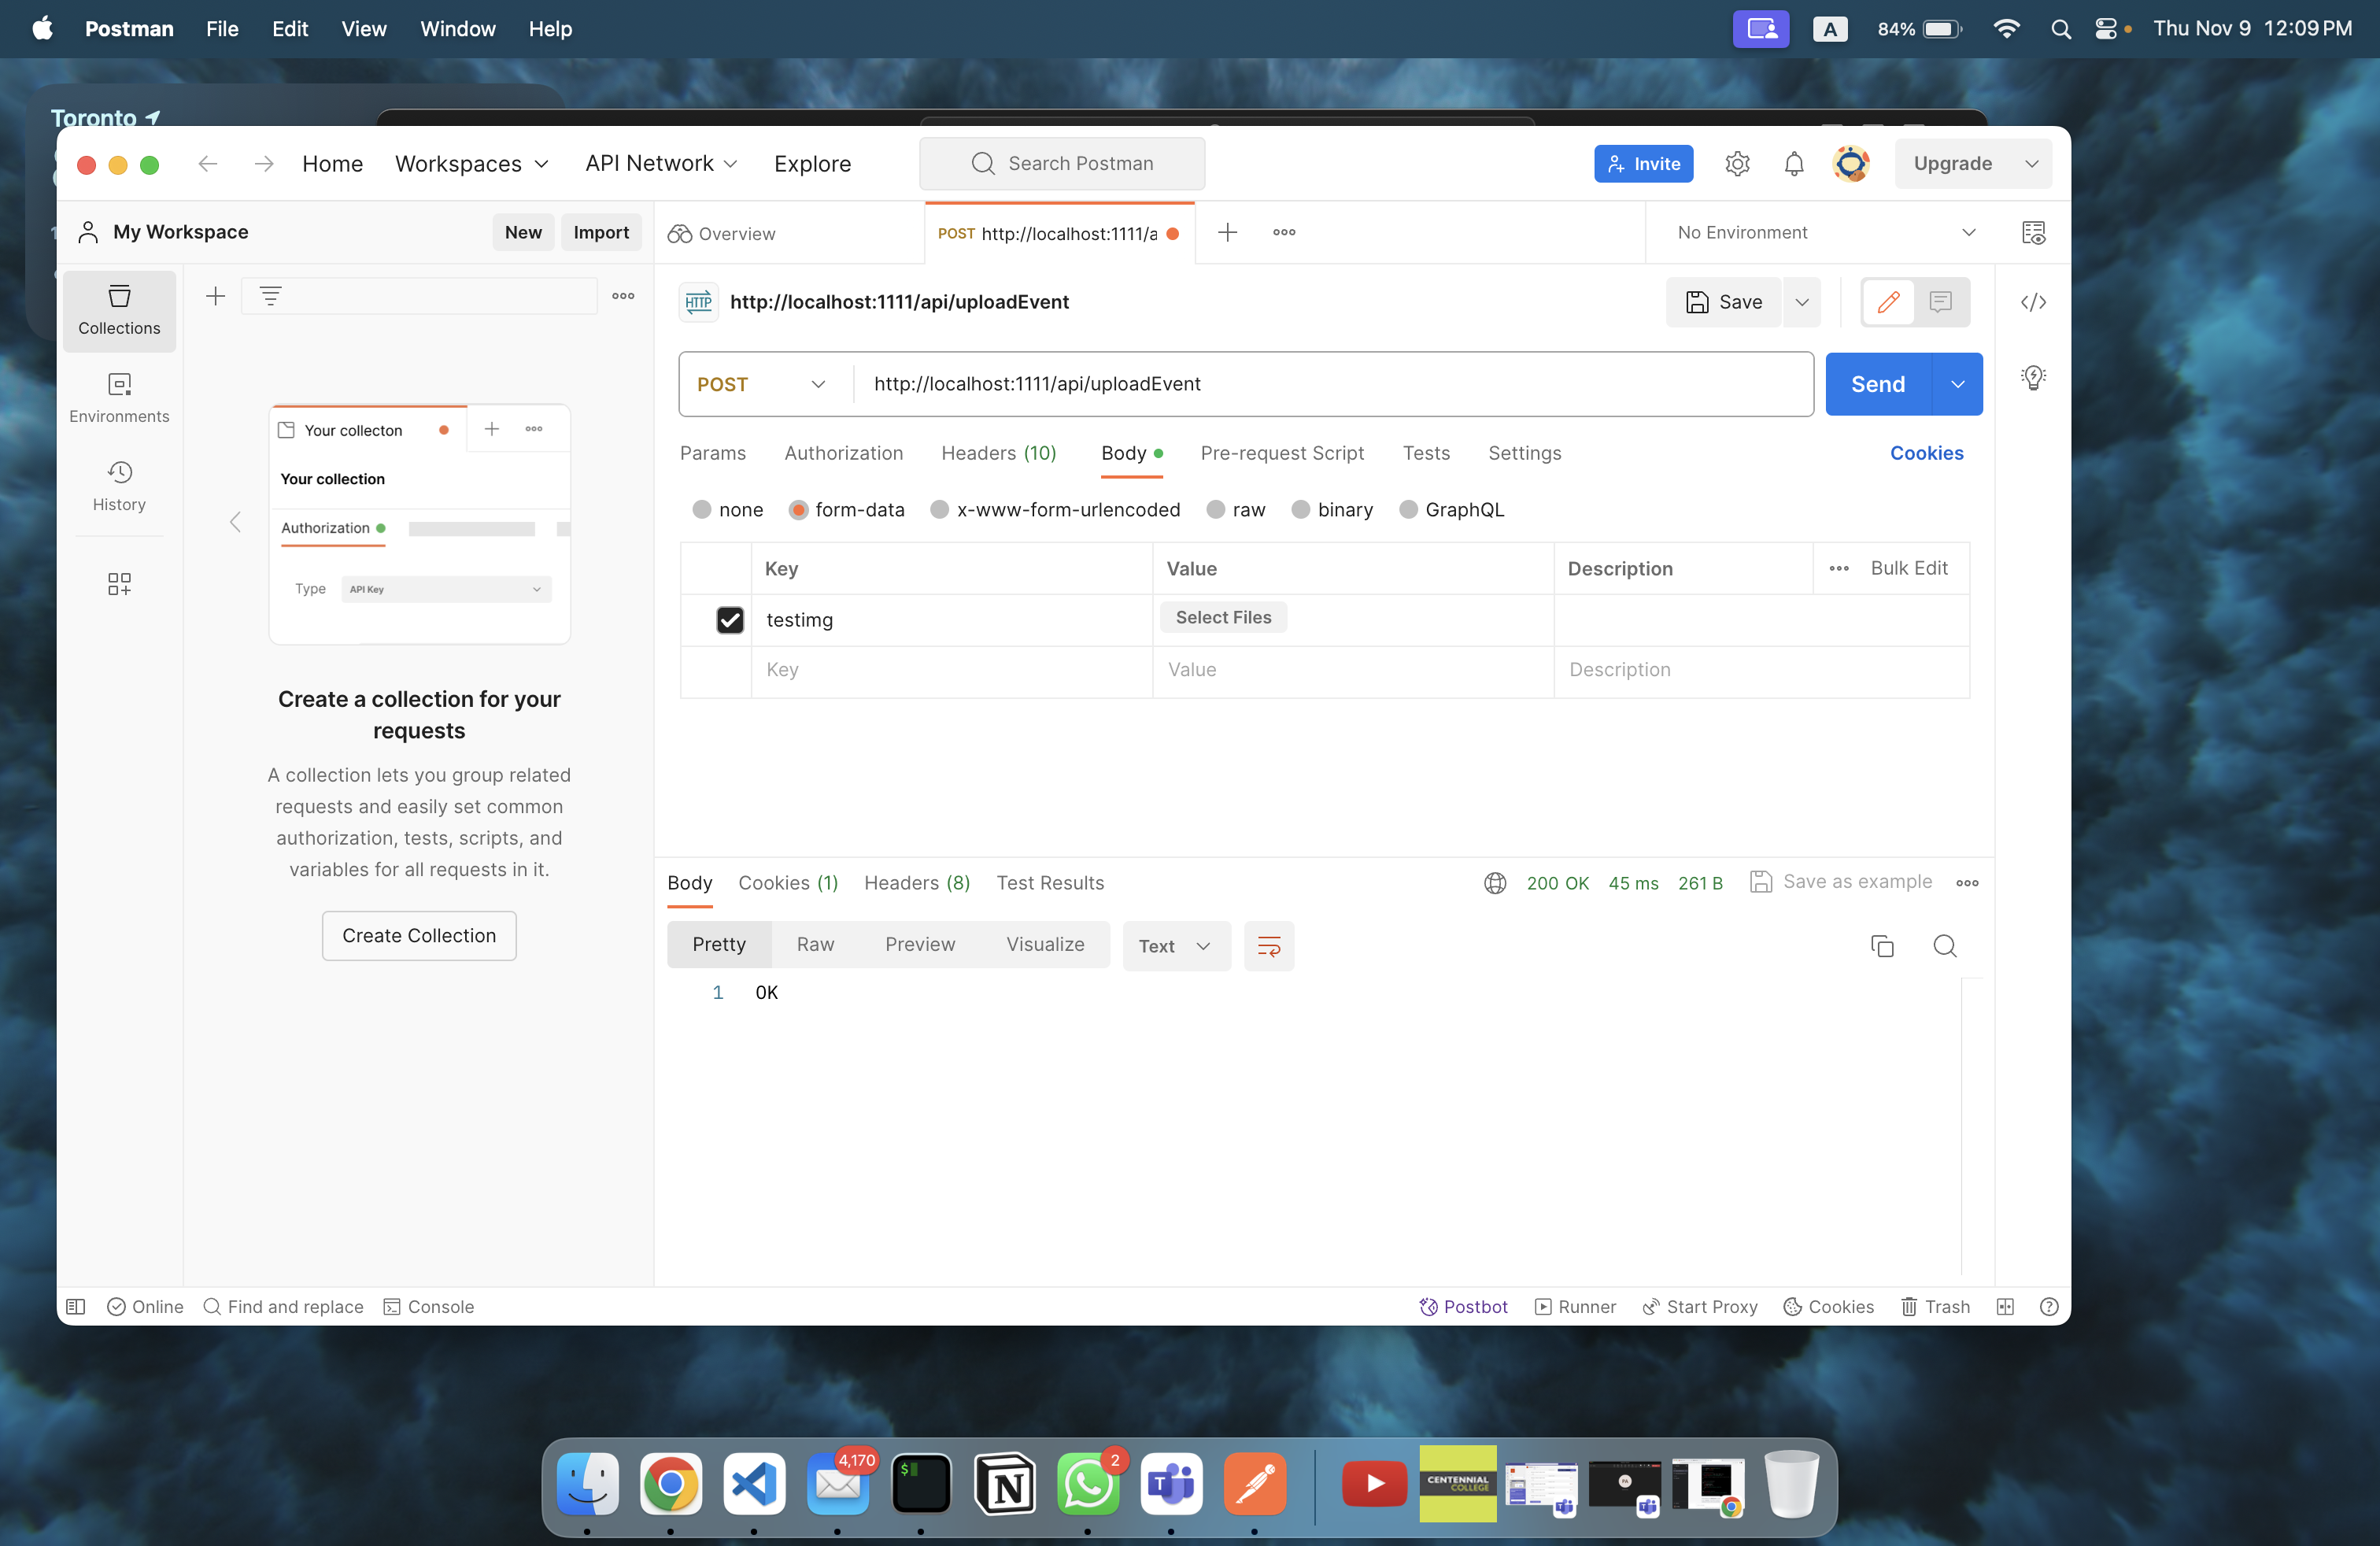 Postman File Edit View Window Help A 84% Thu Nov 9 12:09 PM
Toronto
Home Workspaces API Network Explore Search Postman Invite Upgrade
My Workspace New Import Overview POST http://localhost:1111/a No Environment
Collections
Environments
History
Your collecton
Your collection
Authorization
Type API Key
Create a collection for your
requests
A collection lets you group related
requests and easily set common
authorization, tests, scripts, and
variables for all requests in it.
Create Collection
HTTP http://localhost:1111/api/uploadEvent Save
POST http://localhost:1111/api/uploadEvent Send
Params Authorization Headers (10) Body Pre-request Script Tests Settings Cookies
none form-data x-www-form-urlencoded raw binary GraphQL
Key Value Description Bulk Edit
testimg Select Files
Key Value Description
Body Cookies (1) Headers (8) Test Results 200 OK 45 ms 261 B Save as example
Pretty Raw Preview Visualize Text
1 OK
Online Find and replace Console Postbot Runner Start Proxy Cookies Trash
4,170 $ N 2 T CENTENNIAL
COLLEGE